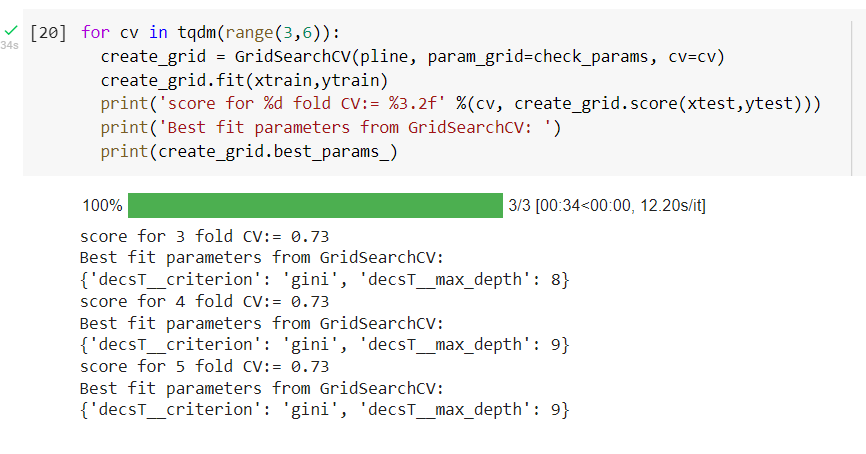 [20] for cv in tqdm(range(3,6)):
34s
create_grid = GridSearchCV(pline, param_grid=check_params, cv=cv)
create_grid.fit(xtrain,ytrain)
print('score for %d fold CV:= %3.2f' %(cv, create_grid.score(xtest,ytest)))
print('Best fit parameters from GridSearchCV: ')
print(create_grid.best_params_)
100% 3/3 [00:34<00:00, 12.20s/it]
score for 3 fold CV:= 0.73
Best fit parameters from GridSearchCV:
{'decsT__criterion': 'gini', 'decsT__max_depth': 8}
score for 4 fold CV:= 0.73
Best fit parameters from GridSearchCV:
{'decsT__criterion': 'gini', 'decsT__max_depth': 9}
score for 5 fold CV:= 0.73
Best fit parameters from GridSearchCV:
{'decsT__criterion': 'gini', 'decsT__max_depth': 9}